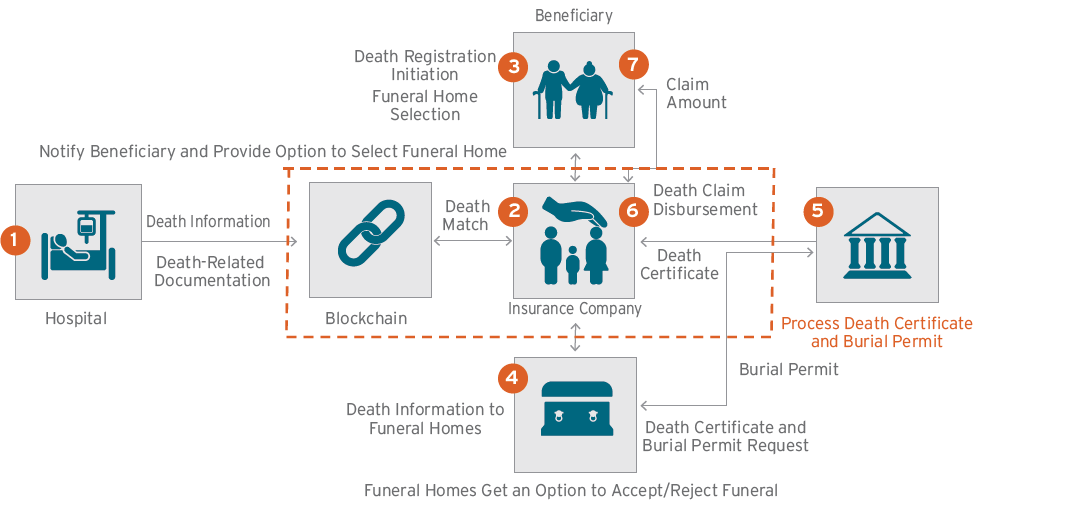 Beneficiary
Death Registration
Initiation
3
7
Funeral Home
Selection
Claim
Amount
Notify Beneficiary and Provide Option to Select Funeral Home
1
Death Information
Death-Related
Documentation
Hospital
Blockchain
Death
Match
2
6
Insurance Company
Death Claim
Disbursement
Death
Certificate
5
Process Death Certificate
and Burial Permit
Burial Permit
4
Death Information to
Funeral Homes
Death Certificate and
Burial Permit Request
Funeral Homes Get an Option to Accept/Reject Funeral